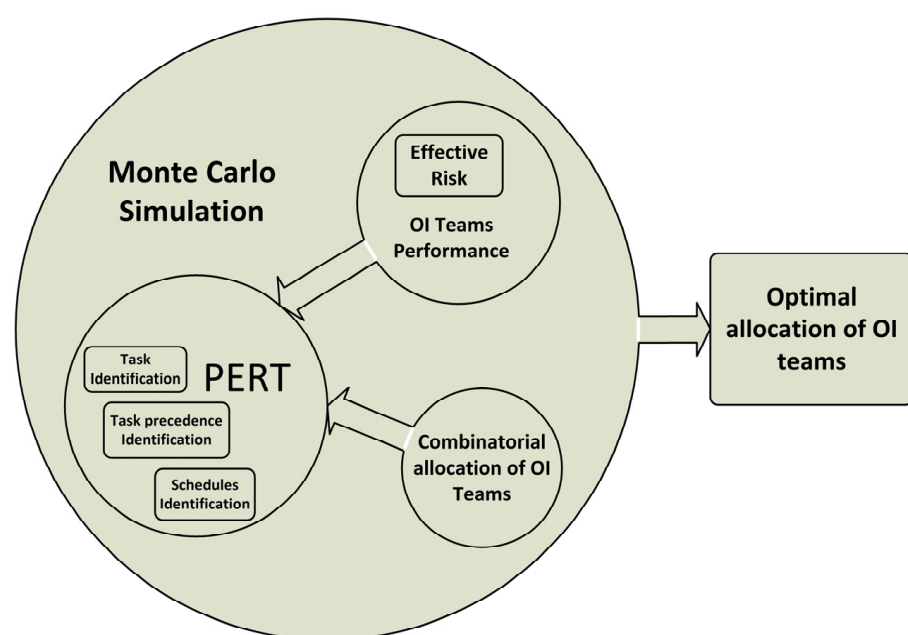 Monte Carlo
Simulation
Effective
Risk
OI Teams
Performance
Task
Identification
PERT
Task precedence
Identification
Schedules
Identification
Combinatorial
allocation of OI
Teams
Optimal
allocation of OI
teams